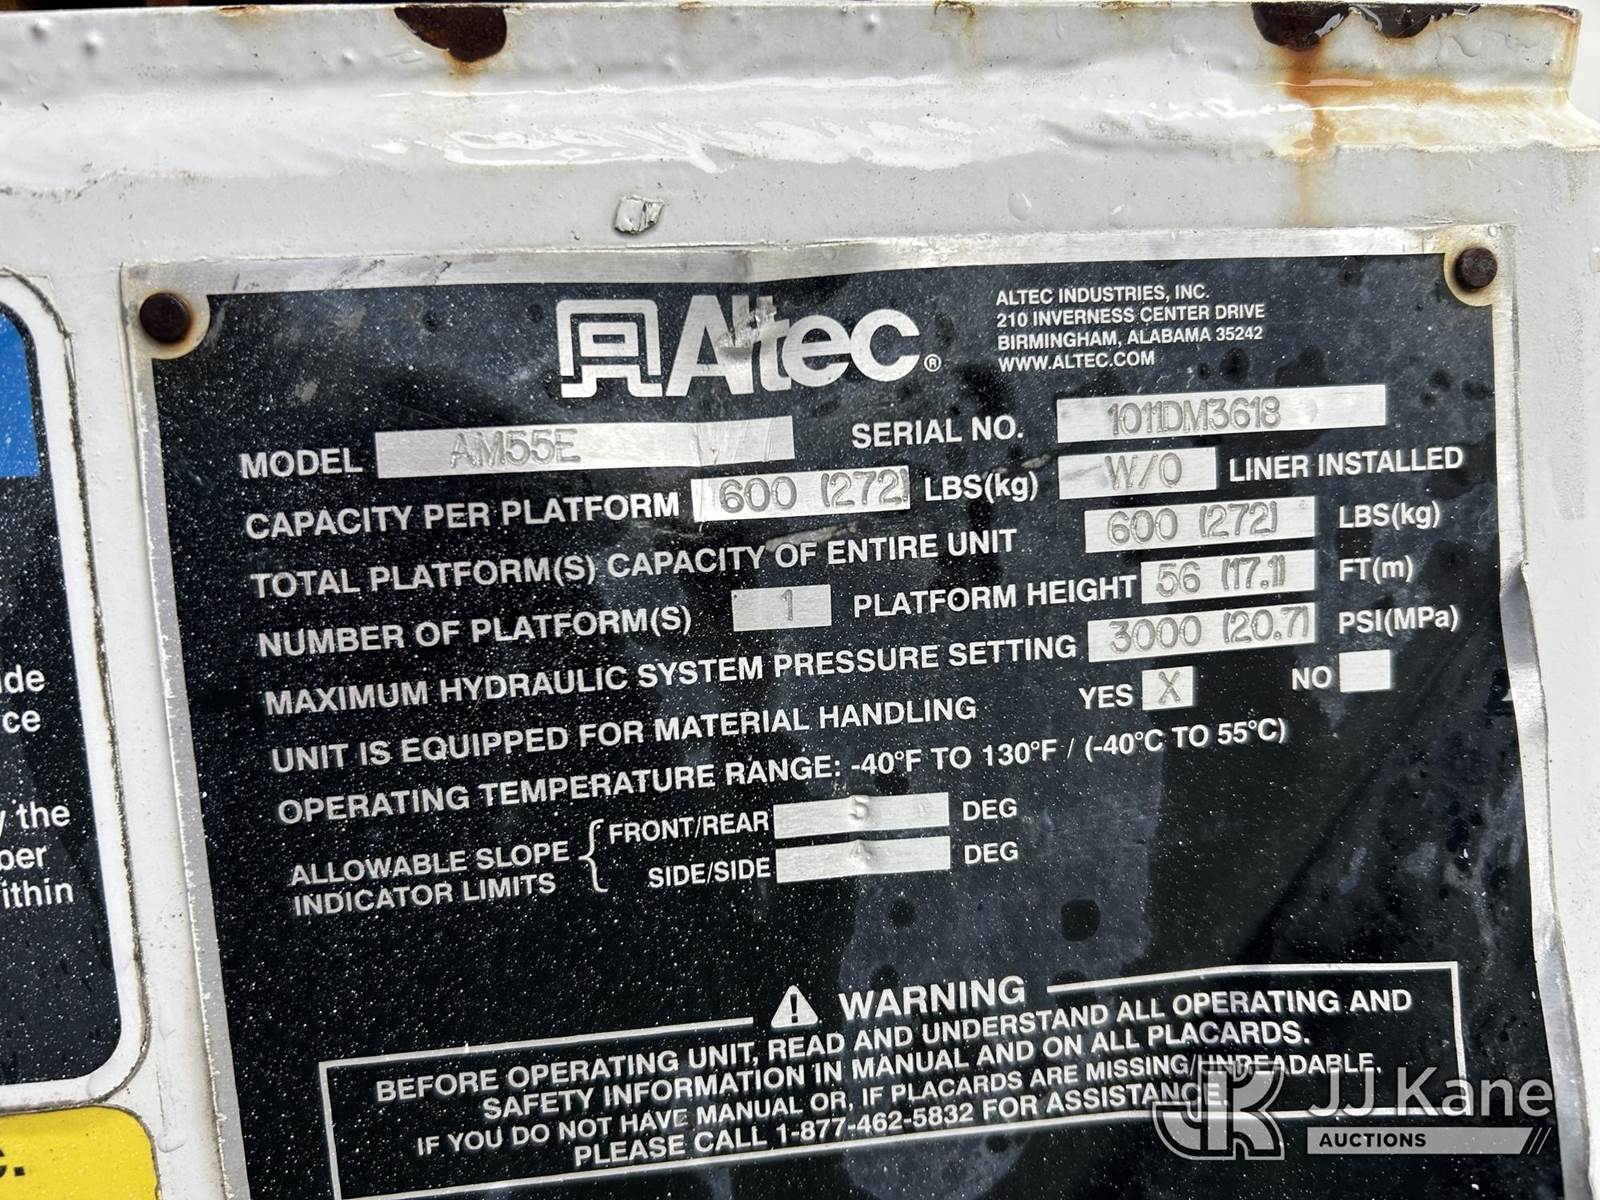 Altec®
ALTEC INDUSTRIES, INC.
210 INVERNESS CENTER DRIVE
BIRMINGHAM, ALABAMA 35242
WWW.ALTEC.COM
MODEL AM55E SERIAL NO. 1011DM3618
CAPACITY PER PLATFORM 600 (272) LBS(kg) W/O LINER INSTALLED
TOTAL PLATFORM(S) CAPACITY OF ENTIRE UNIT 600 (272) LBS(kg)
NUMBER OF PLATFORM(S) 1 PLATFORM HEIGHT 56 (17.1) FT(m)
MAXIMUM HYDRAULIC SYSTEM PRESSURE SETTING 3000 (20.7) PSI(MPa)
UNIT IS EQUIPPED FOR MATERIAL HANDLING YES X NO
OPERATING TEMPERATURE RANGE: -40°F TO 130°F / (-40°C TO 55°C)
ALLOWABLE SLOPE INDICATOR LIMITS { FRONT/REAR 5 DEG
SIDE/SIDE DEG
WARNING
BEFORE OPERATING UNIT, READ AND UNDERSTAND ALL OPERATING AND
SAFETY INFORMATION IN MANUAL AND ON ALL PLACARDS.
IF YOU DO NOT HAVE MANUAL OR, IF PLACARDS ARE MISSING/UNREADABLE,
PLEASE CALL 1-877-462-5832 FOR ASSISTANCE.
ide
ce
y the
ber
ithin
JJ Kane
AUCTIONS